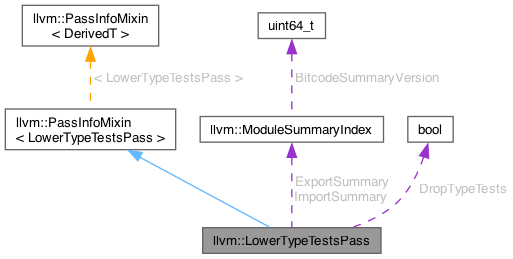 llvm::PassInfoMixin
< DerivedT >
uint64_t
< LowerTypeTestsPass >
BitcodeSummaryVersion
llvm::PassInfoMixin
< LowerTypeTestsPass >
llvm::ModuleSummaryIndex
bool
ExportSummary
ImportSummary
DropTypeTests
llvm::LowerTypeTestsPass